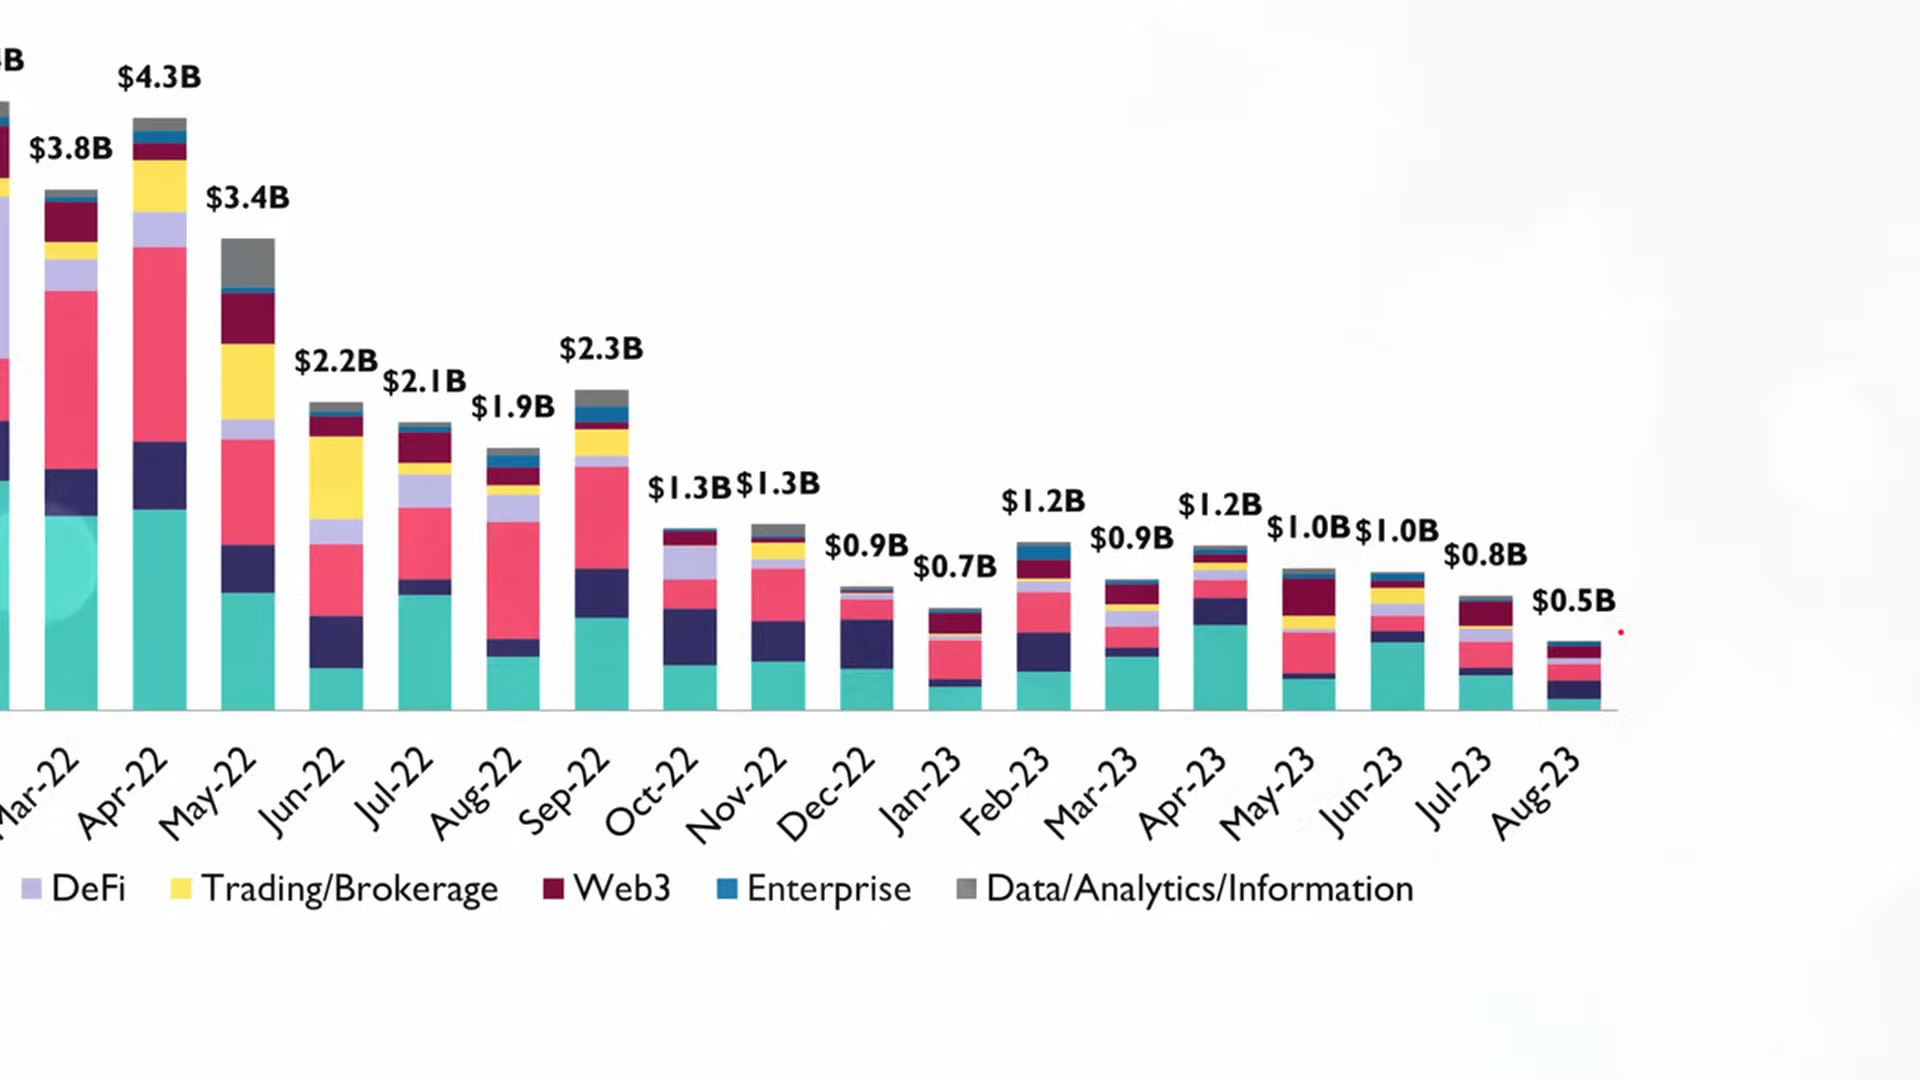 $4.3B
$3.8B
$3.4B
$2.2B
$2.1B
$1.9B
$2.3B
$1.3B
$1.3B
$0.9B
$0.7B
$1.2B
$0.9B
$1.2B
$1.0B
$1.0B
$0.8B
$0.5B
Mar-22
Apr-22
May-22
Jun-22
Jul-22
Aug-22
Sep-22
Oct-22
Nov-22
Dec-22
Jan-23
Feb-23
Mar-23
Apr-23
May-23
Jun-23
Jul-23
Aug-23
DeFi Trading/Brokerage Web3 Enterprise Data/Analytics/Information